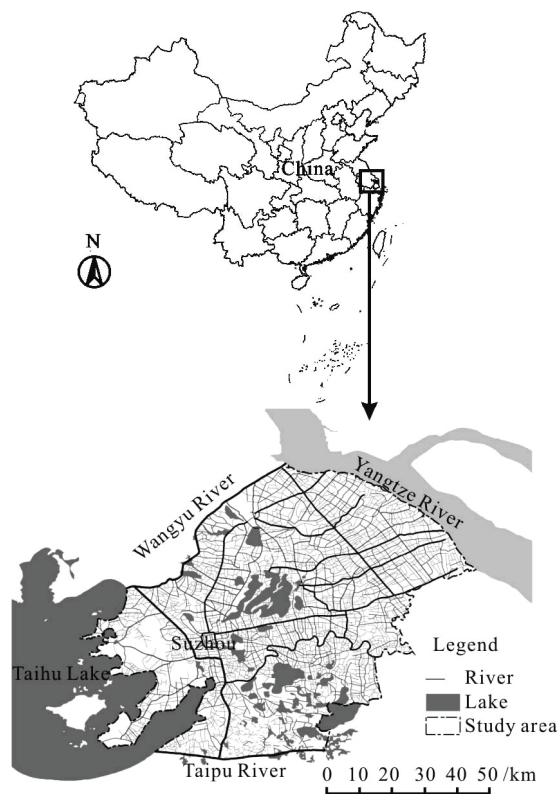 China
N
Yangtze River
Wangyu River
Suzhou
Taihu Lake
Taipu River
Legend
River
Lake
Study area
0 10 20 30 40 50 /km